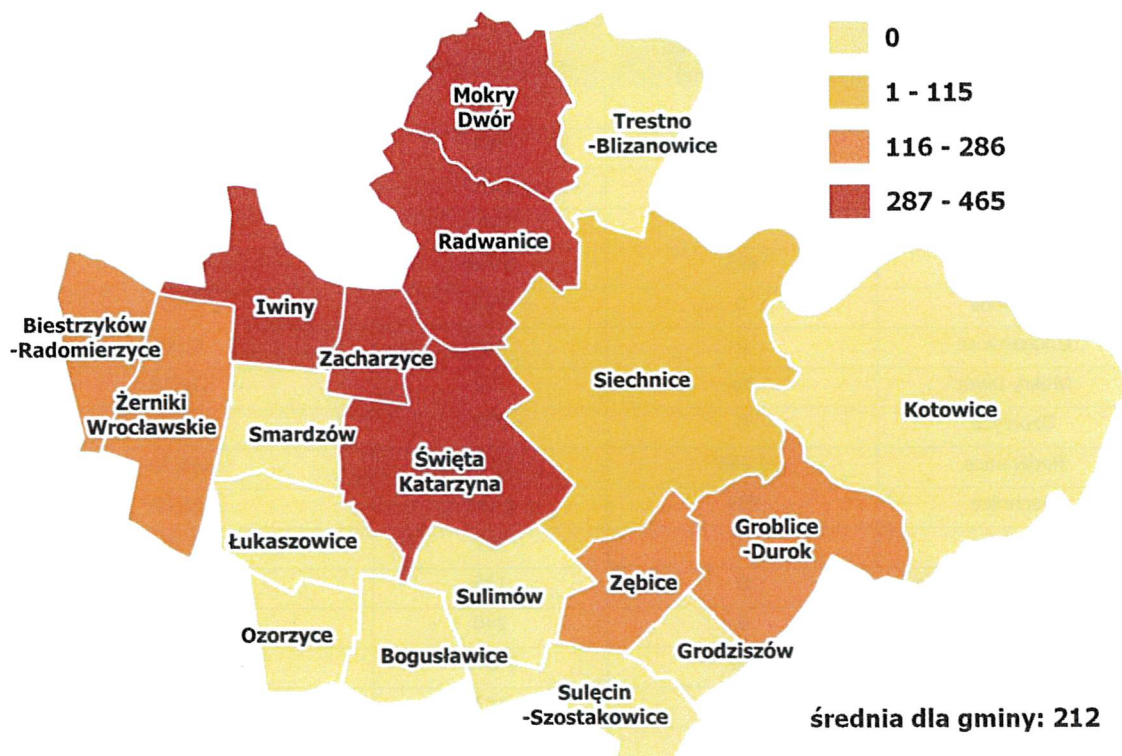 0
1 - 115
116 - 286
287 - 465
Mokry
Dwór
Trestno
-Blizanowice
Radwanice
Iwiny
Biestrzyków
-Radomierzyce
Zacharzyce
Siechnice
Żerniki
Wrocławskie
Kotowice
Smardzów
Święta
Katarzyna
Łukaszowice
Groblice
-Durok
Zębice
Sulimów
Ozorzyce
Bogusławice
Grodziszów
Sulęcin
-Szostakowice
średnia dla gminy: 212